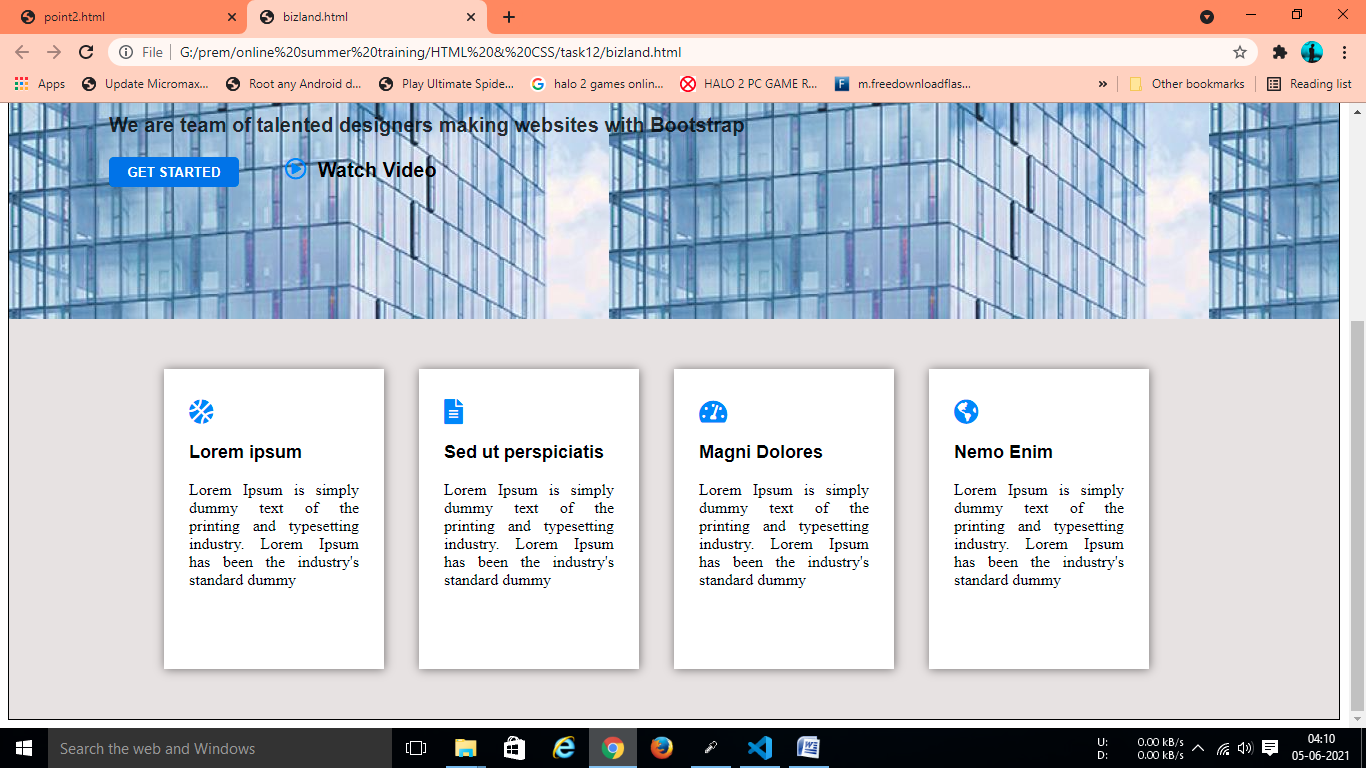 point2.html
bizland.html
File G:/prem/online%20summer%20training/HTML%20&%20CSS/task12/bizland.html
Apps Update Micromax... Root any Android d... Play Ultimate Spide... halo 2 games onlin... HALO 2 PC GAME R... m.freedownloadflas... » Other bookmarks Reading list
We are team of talented designers making websites with Bootstrap
GET STARTED Watch Video
Lorem ipsum
Lorem Ipsum is simply
dummy text of the
printing and typesetting
industry. Lorem Ipsum
has been the industry's
standard dummy
Sed ut perspiciatis
Lorem Ipsum is simply
dummy text of the
printing and typesetting
industry. Lorem Ipsum
has been the industry's
standard dummy
Magni Dolores
Lorem Ipsum is simply
dummy text of the
printing and typesetting
industry. Lorem Ipsum
has been the industry's
standard dummy
Nemo Enim
Lorem Ipsum is simply
dummy text of the
printing and typesetting
industry. Lorem Ipsum
has been the industry's
standard dummy
Search the web and Windows
U: 0.00 kB/s
D: 0.00 kB/s
04:10
05-06-2021